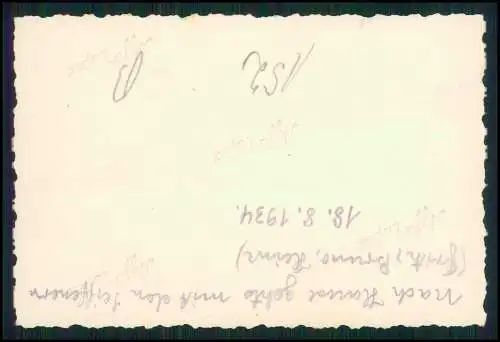 Nach Hause gehts mit den
(Fritz, Bruno, Heinz)
18. 8. 1934.
152
B